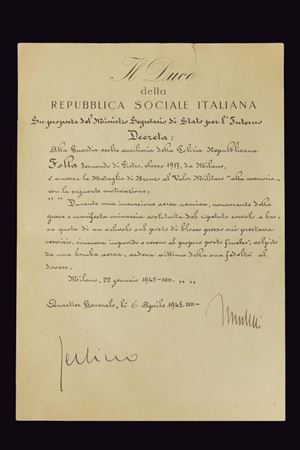 Il Duce
della
REPUBBLICA SOCIALE ITALIANA
Su proposta del Ministro Segretario di Stato per l'Interno
Decreta:
Alla Guardia scelta ausiliaria della Polizia Repubblicana
Folla Armando di Pietro, classe 1917, da Milano,
è concessa la Medaglia di Bronzo al Valor Militare "alla memoria"
con la seguente motivazione:
" " Durante una incursione aerea nemica, noncurante della
grave e manifesta minaccia costituita dal ripetuto sorvolo a bas=
sa quota di un velivolo sul posto di blocco presso cui prestava
servizio, rimaneva impavido e sereno al proprio posto finché, colpito
da una bomba aerea, cadeva vittima della sua fedeltà al
dovere.
Milano, 22 gennaio 1945-XXIII- " "
Quartier Generale, lì 6 Aprile 1945. XXIII-